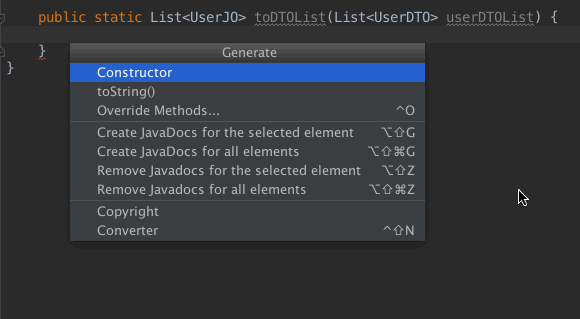 public static List<UserJO> toDTOList(List<UserDTO> userDTOList) {
Generate
}
Constructor
}
toString()
Override Methods... ^O
Create JavaDocs for the selected element ⌥⇧G
Create JavaDocs for all elements ⌥⇧⌘G
Remove Javadocs for the selected element ⌥⇧Z
Remove Javadocs for all elements ⌥⇧⌘Z
Copyright
Converter ^⇧N